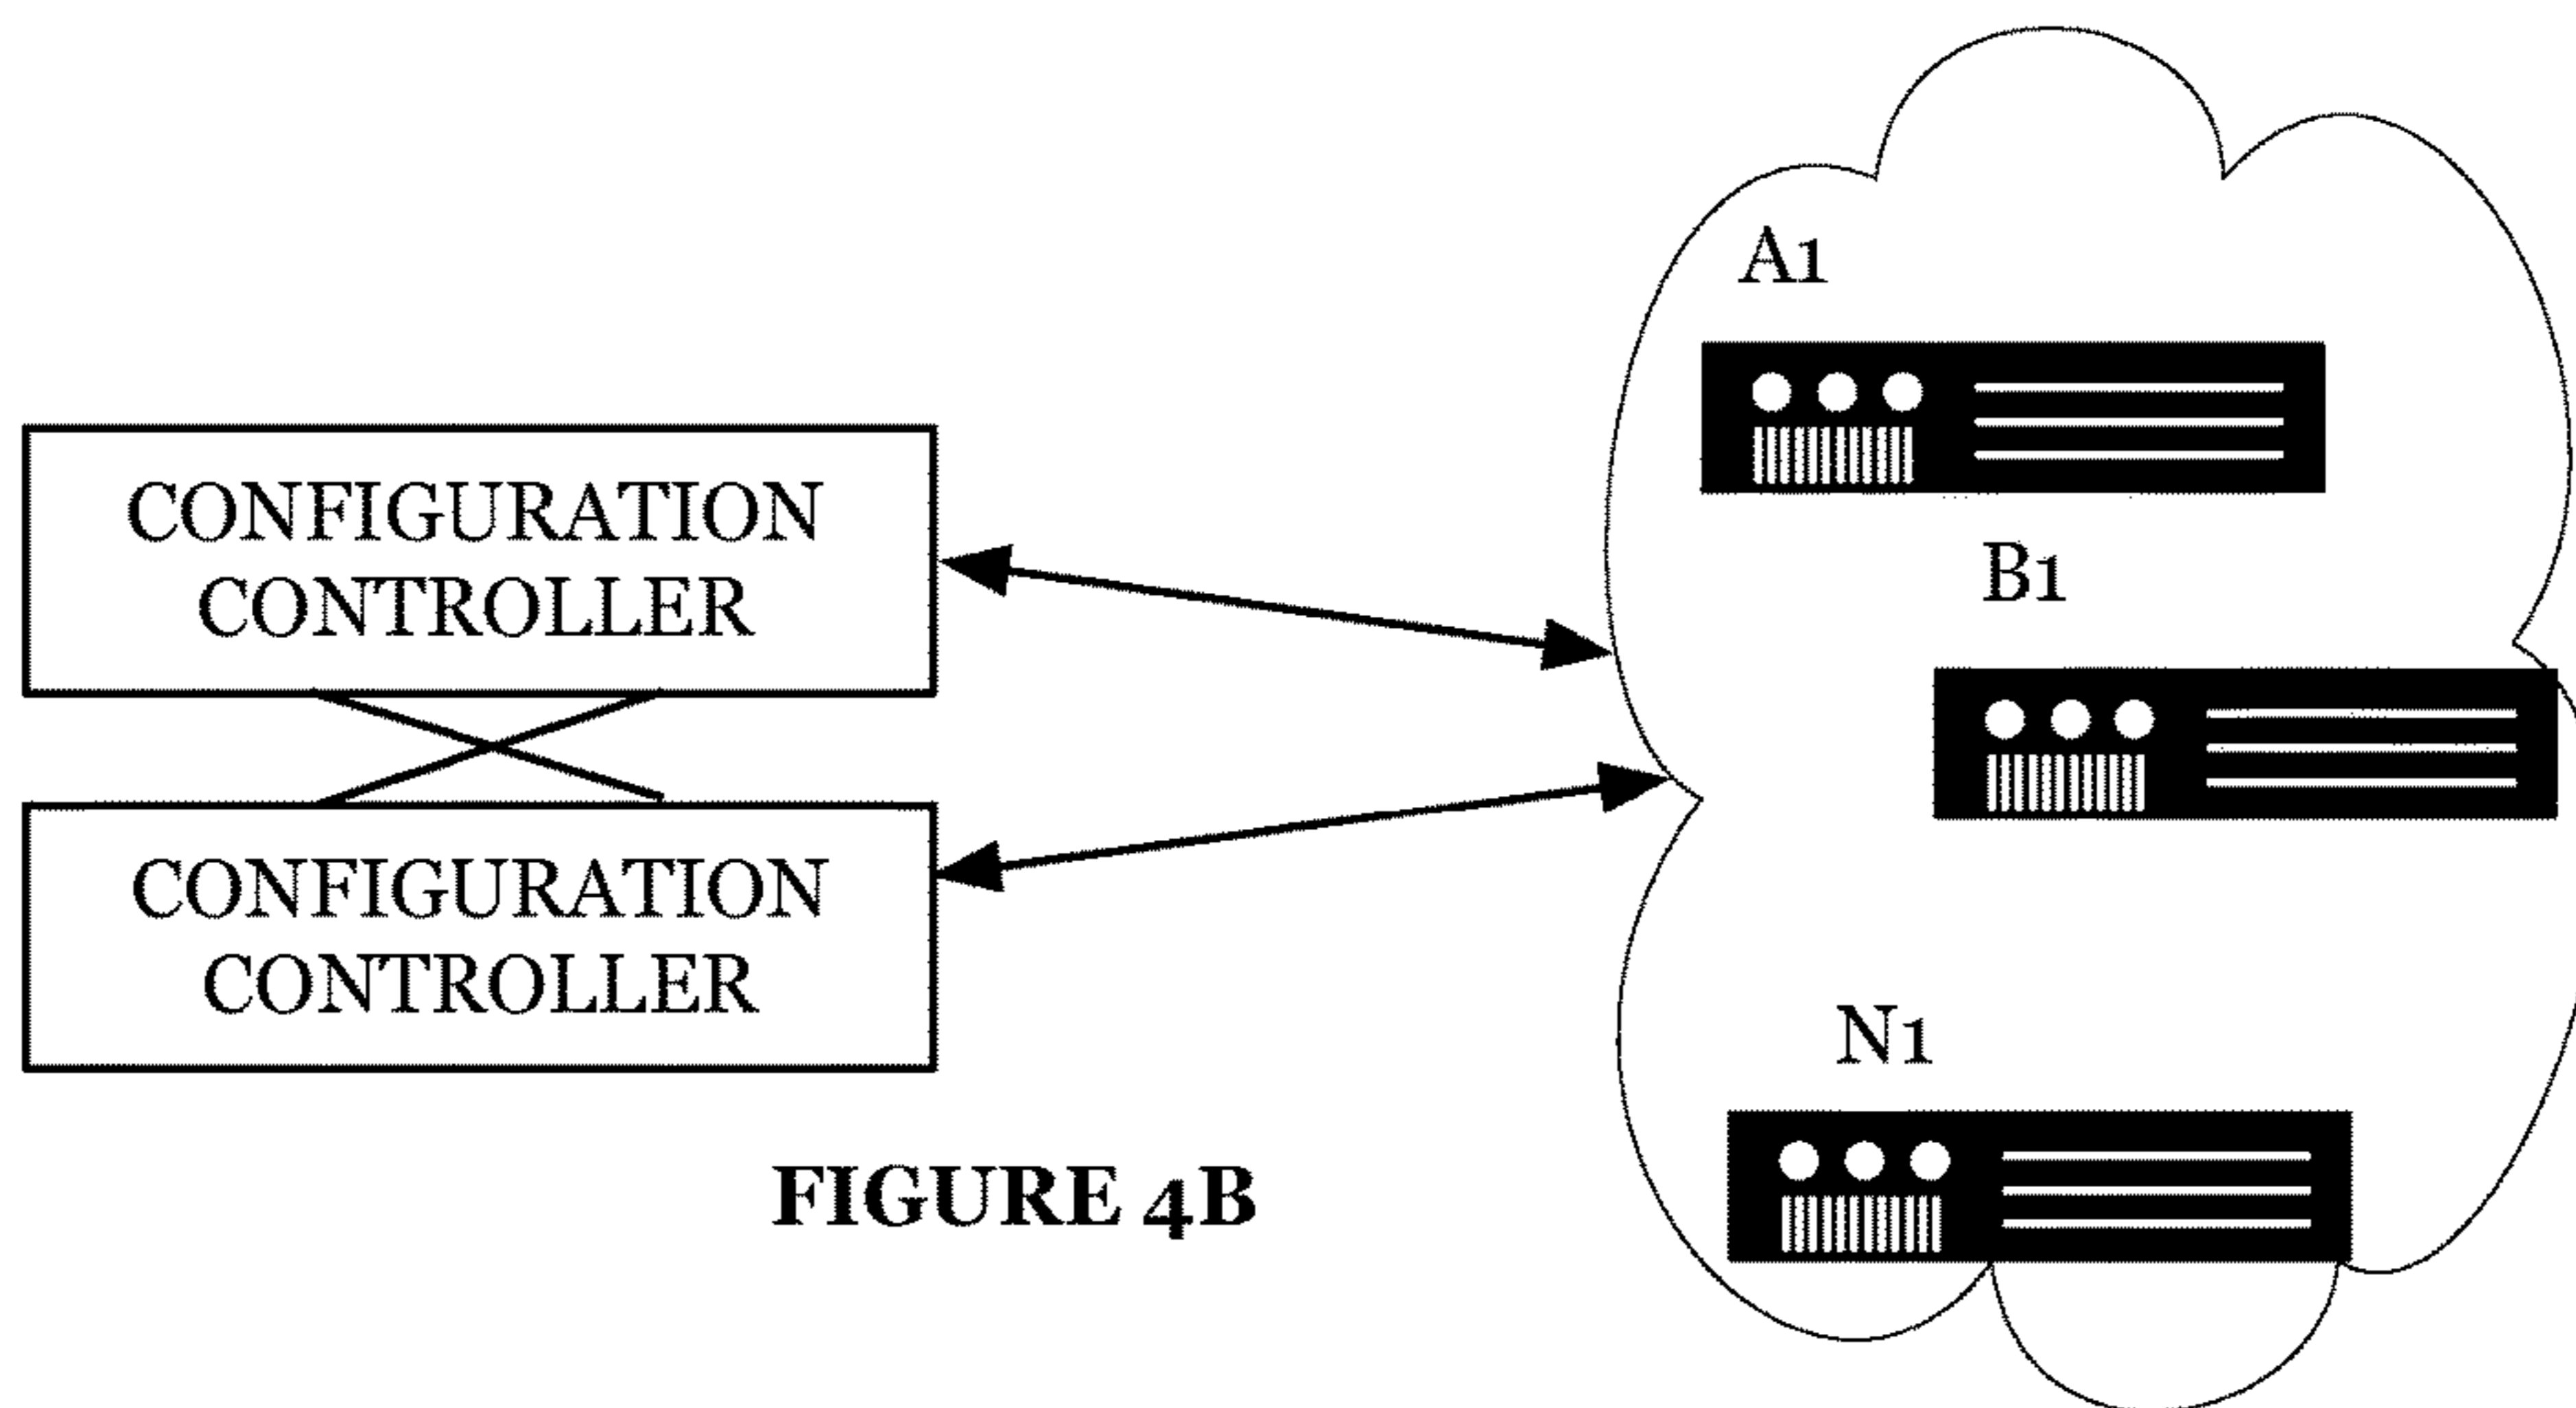 A1
CONFIGURATION
CONTROLLER
B1
CONFIGURATION
CONTROLLER
N1
FIGURE 4B